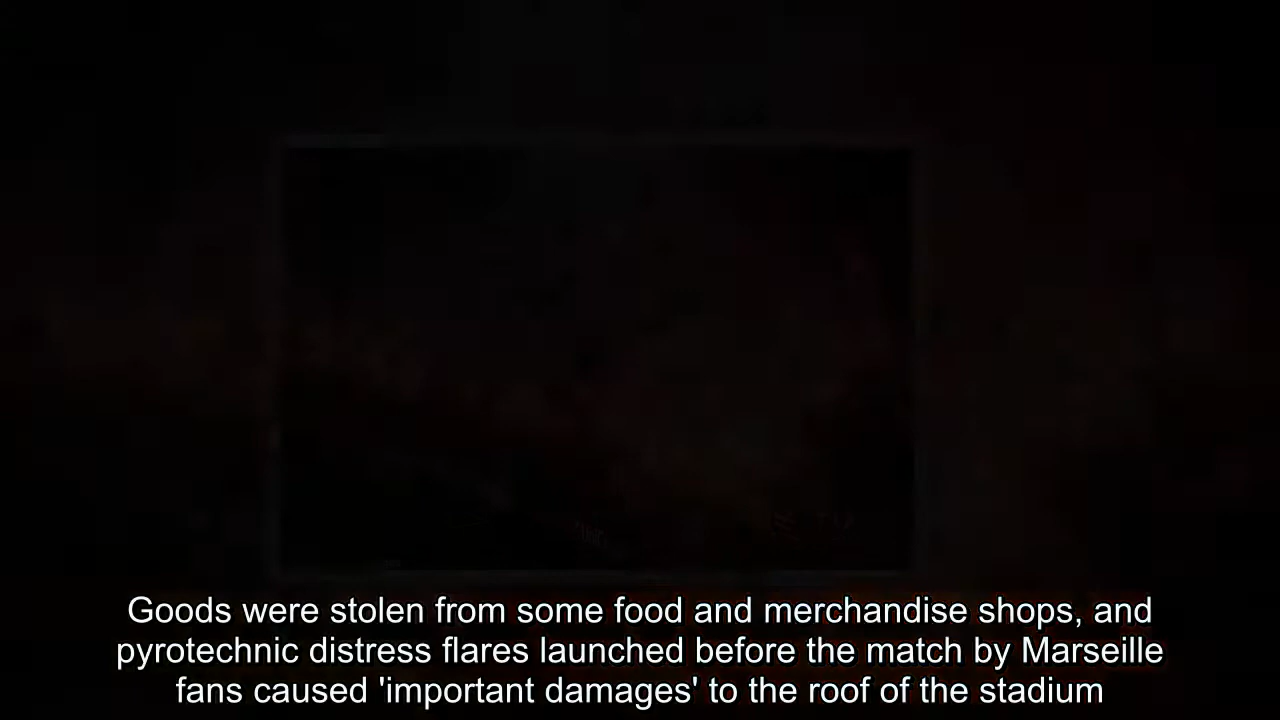 Goods were stolen from some food and merchandise shops, and
pyrotechnic distress flares launched before the match by Marseille
fans caused 'important damages' to the roof of the stadium